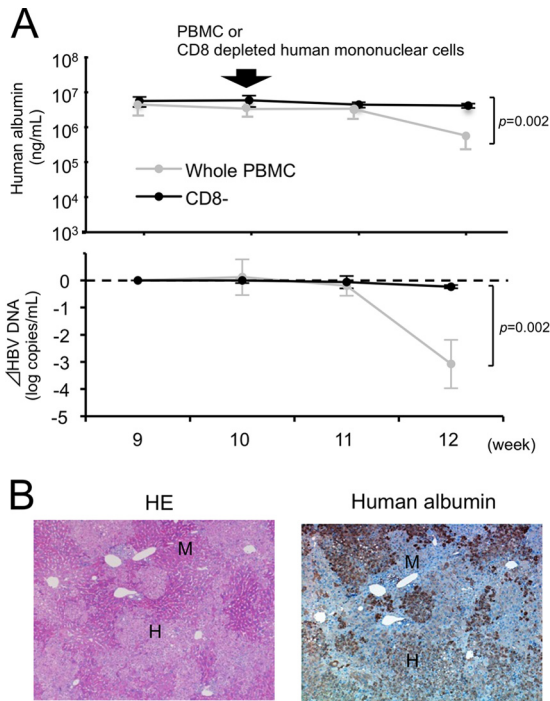 A
PBMC or
CD8 depleted human mononuclear cells
Human albumin
(ng/mL)
10⁸
10⁷
10⁶
10⁵
10⁴
10³
Whole PBMC
CD8-
p=0.002
⊿HBV DNA
(log copies/mL)
0
-1
-2
-3
-4
-5
p=0.002
9 10 11 12 (week)
B
HE
Human albumin
M
H
M
H